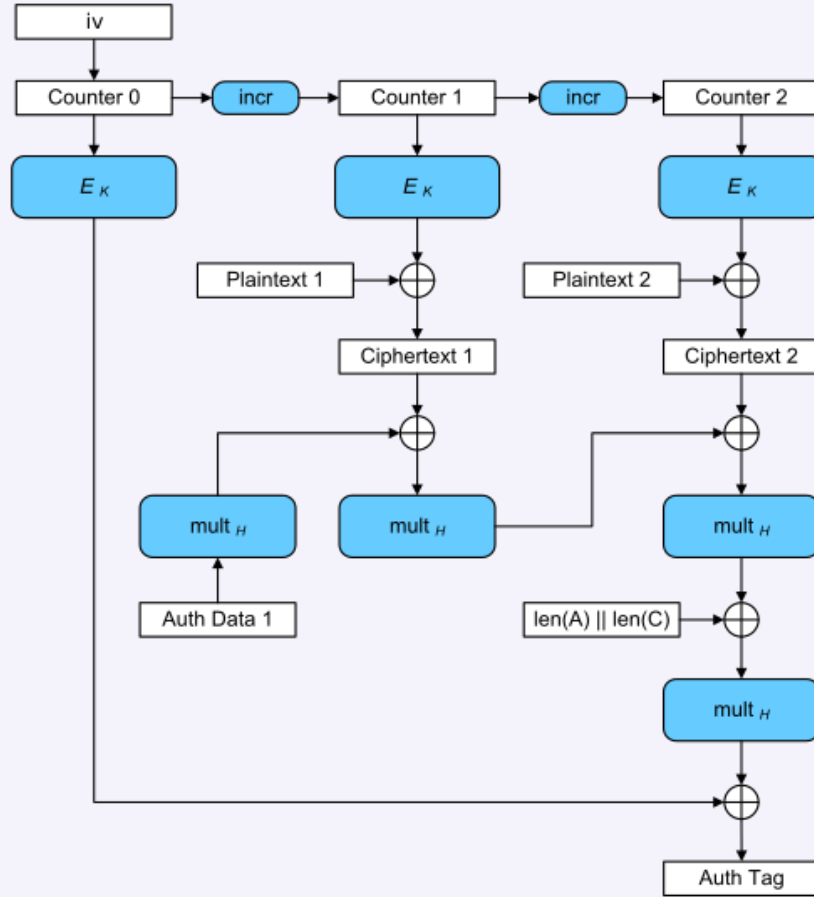 iv
Counter 0
incr
Counter 1
incr
Counter 2
E K
E K
E K
Plaintext 1
Plaintext 2
Ciphertext 1
Ciphertext 2
mult H
mult H
mult H
Auth Data 1
len(A) || len(C)
mult H
Auth Tag